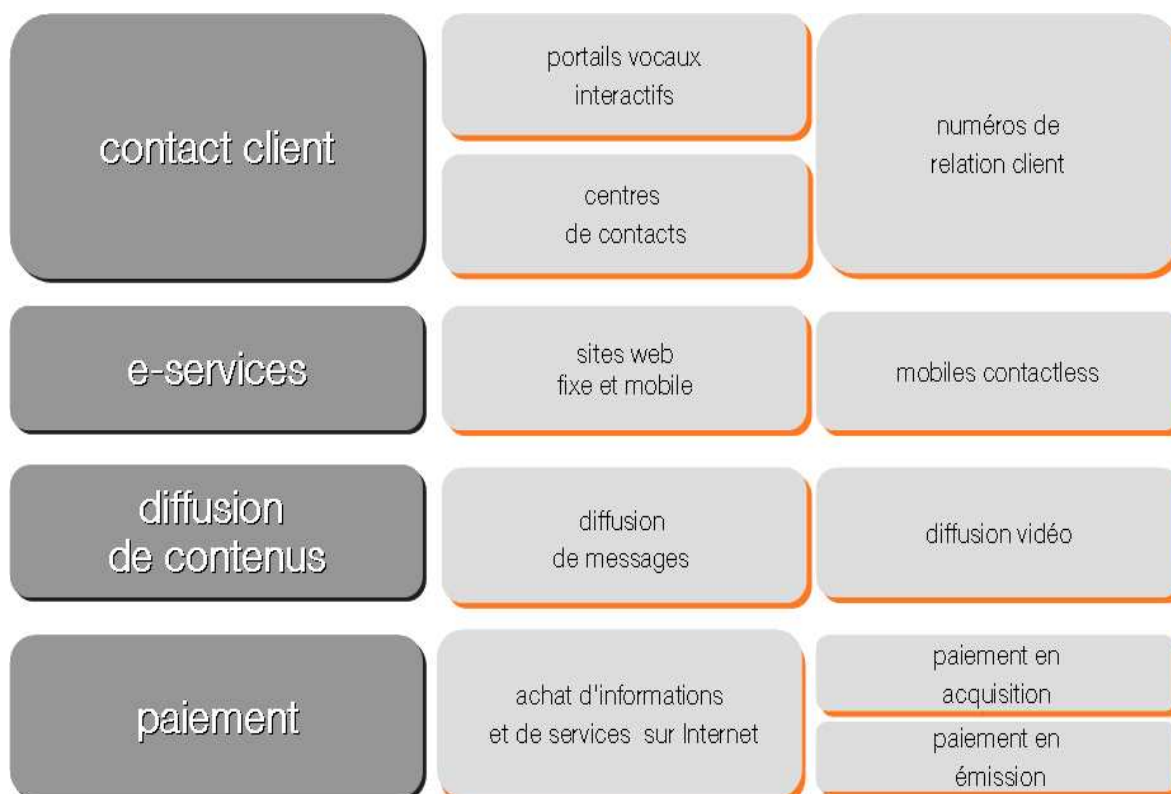 contact client
portails vocaux
interactifs
centres
de contacts
numéros de
relation client
e-services
sites web
fixe et mobile
mobiles contactless
diffusion
de contenus
diffusion
de messages
diffusion vidéo
paiement
achat d'informations
et de services sur Internet
paiement en
acquisition
paiement en
émission